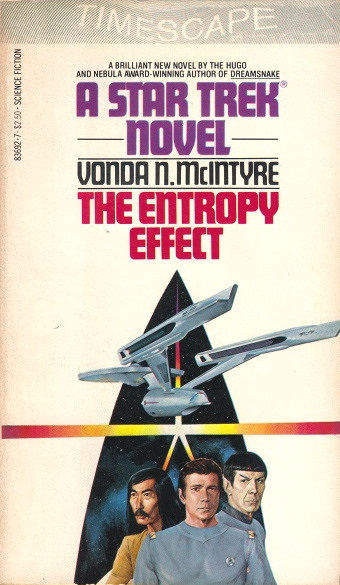 TIMESCAPE
A BRILLIANT NEW NOVEL BY THE HUGO
AND NEBULA AWARD-WINNING AUTHOR OF DREAMSNAKE
A STAR TREK®
NOVEL
VONDA N. McINTYRE
THE ENTROPY
EFFECT
83692-7 • $2.50 • SCIENCE FICTION